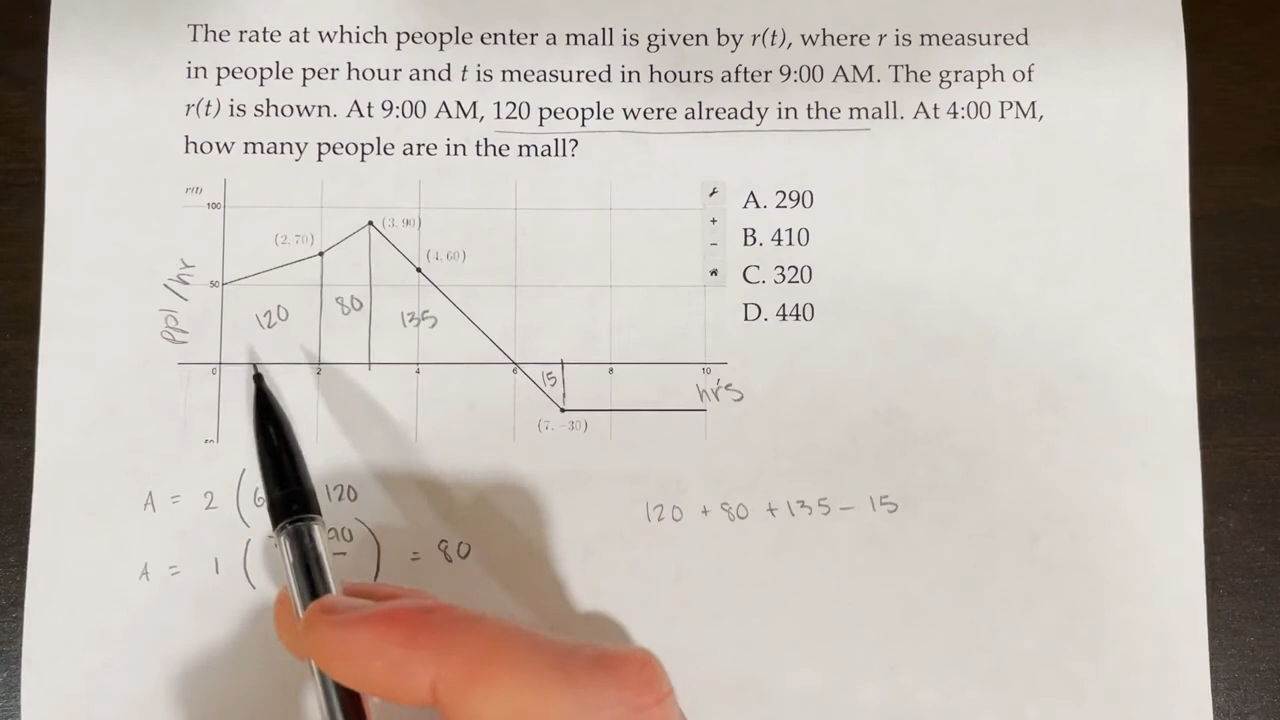 The rate at which people enter a mall is given by r(t), where r is measured
in people per hour and t is measured in hours after 9:00 AM. The graph of
r(t) is shown. At 9:00 AM, 120 people were already in the mall. At 4:00 PM,
how many people are in the mall?
r(t)
100
(3, 90)
(2, 70)
(4, 60)
50
ppl/hr
120
80
135
15
0
2
4
6
8
10
hrs
(7, -30)
+
-
A. 290
B. 410
C. 320
D. 440
A = 2 (6 120
A = 1 ( 90 ) = 80
120 + 80 + 135 - 15